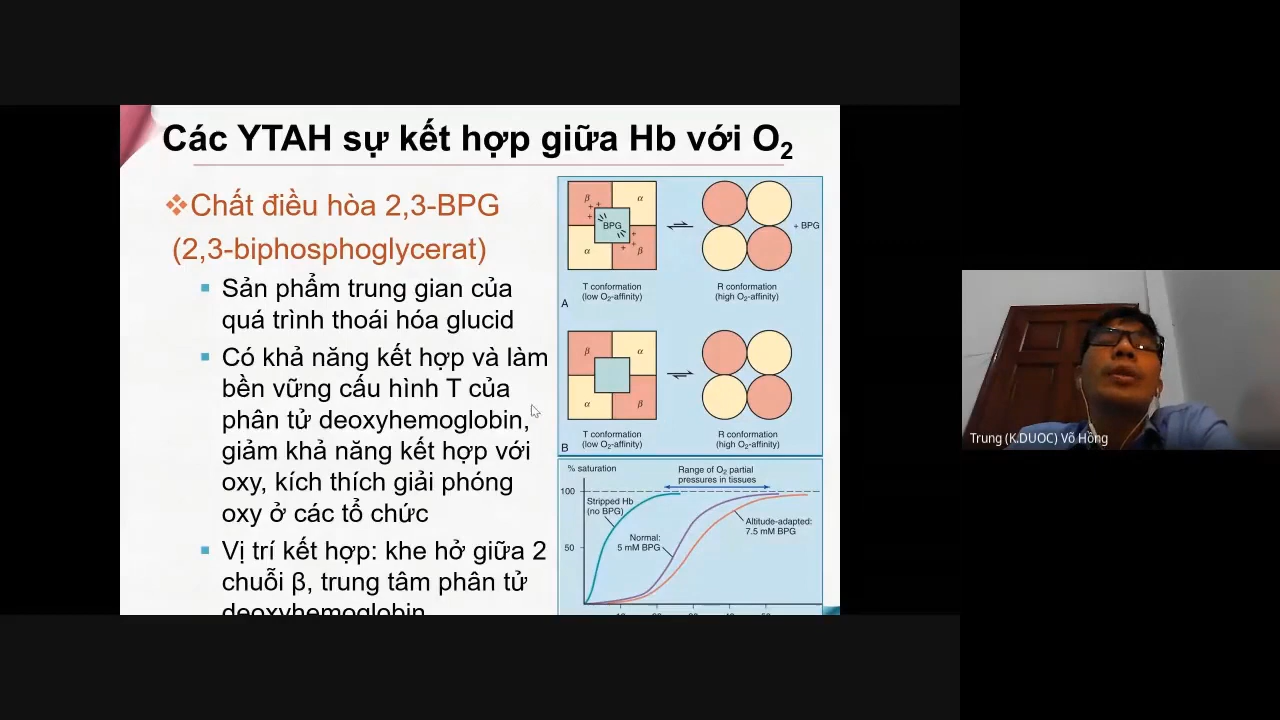 Các YTAH sự kết hợp giữa Hb với O₂
❖Chất điều hòa 2,3-BPG
(2,3-biphosphoglycerat)
▪ Sản phẩm trung gian của
quá trình thoái hóa glucid
▪ Có khả năng kết hợp và làm
bền vững cấu hình T của
phân tử deoxyhemoglobin,
giảm khả năng kết hợp với
oxy, kích thích giải phóng
oxy ở các tổ chức
▪ Vị trí kết hợp: khe hở giữa 2
chuỗi β, trung tâm phân tử
deoxyhemoglobin
β α
+ +
+
BPG
+
+
+
α β
+ BPG
T conformation
(low O₂-affinity)
R conformation
(high O₂-affinity)
A
β α
α β
T conformation
(low O₂-affinity)
R conformation
(high O₂-affinity)
B
% saturation
Range of O₂ partial
pressures in tissues
100
Stripped Hb
(no BPG)
Altitude-adapted:
7.5 mM BPG
Normal:
5 mM BPG
50
Trung (K.DUOC) Võ Hồng